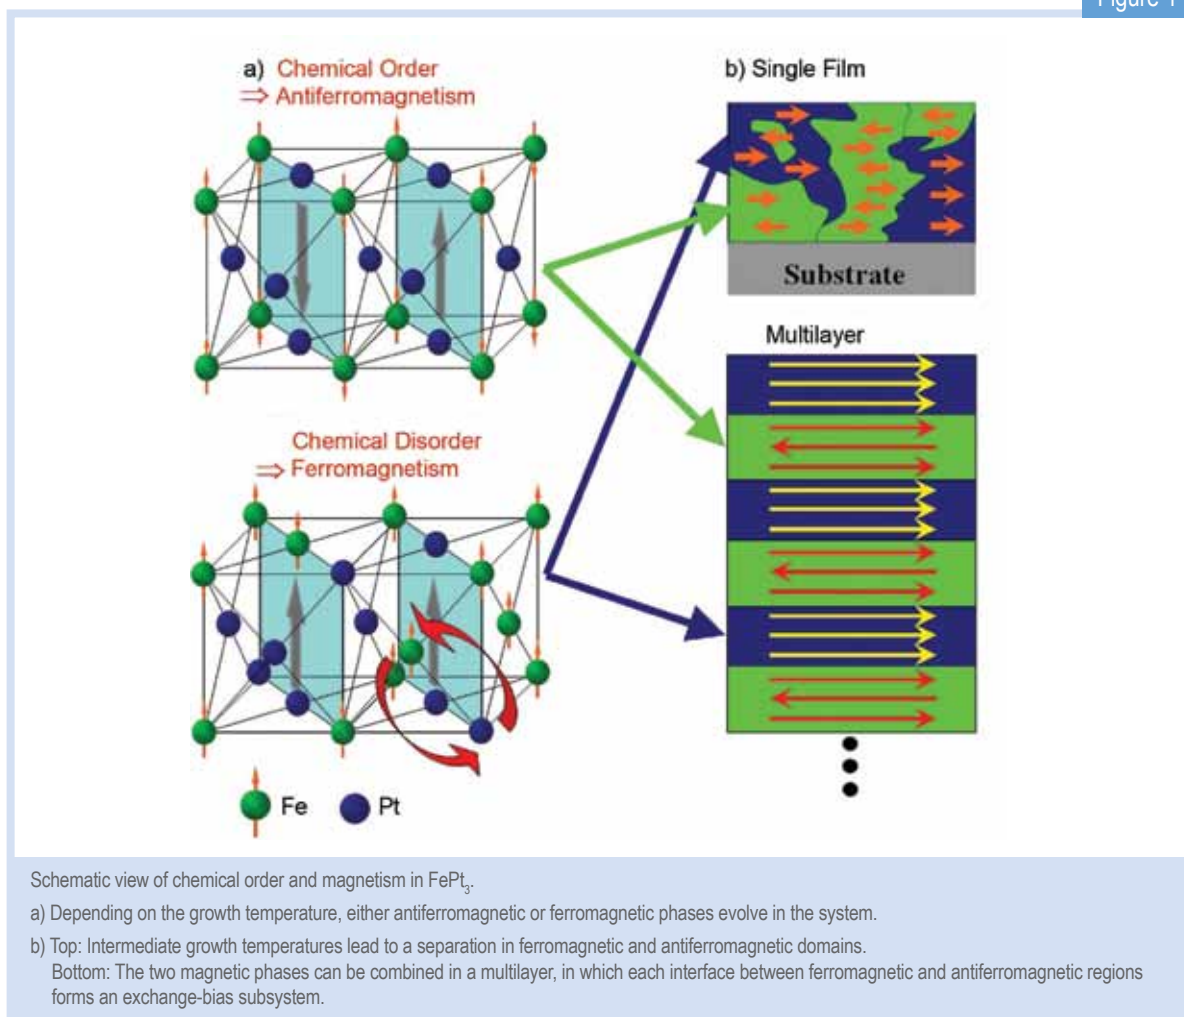 Figure 1
a) Chemical Order
⇒ Antiferromagnetism
b) Single Film
Substrate
Multilayer
Chemical Disorder
⇒ Ferromagnetism
Fe
Pt
Schematic view of chemical order and magnetism in FePt₃.
a) Depending on the growth temperature, either antiferromagnetic or ferromagnetic phases evolve in the system.
b) Top: Intermediate growth temperatures lead to a separation in ferromagnetic and antiferromagnetic domains.
Bottom: The two magnetic phases can be combined in a multilayer, in which each interface between ferromagnetic and antiferromagnetic regions
forms an exchange-bias subsystem.